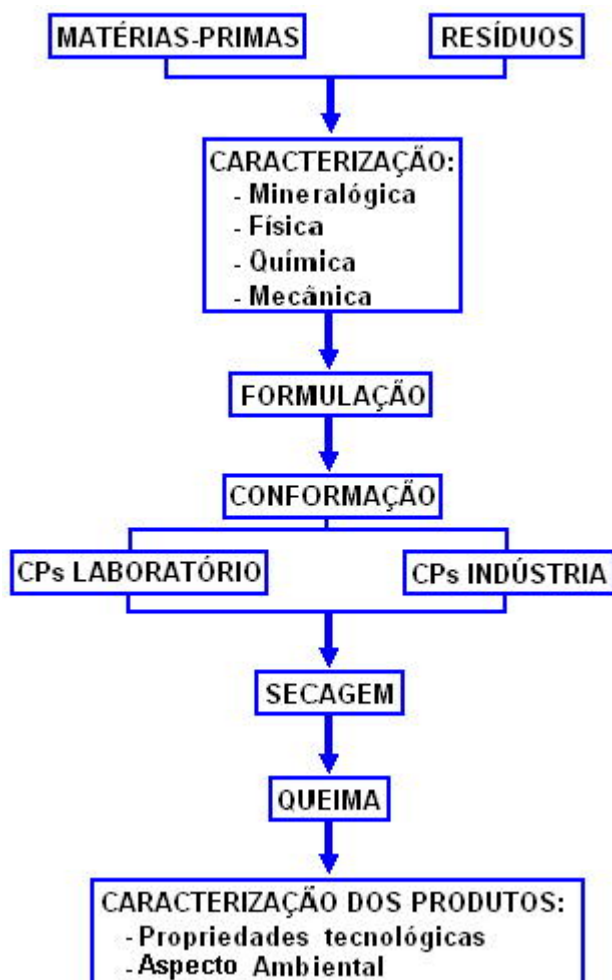 MATÉRIAS-PRIMAS
RESÍDUOS
CARACTERIZAÇÃO:
- Mineralógica
- Física
- Química
- Mecânica
FORMULAÇÃO
CONFORMAÇÃO
CPs LABORATÓRIO
CPs INDÚSTRIA
SECAGEM
QUEIMA
CARACTERIZAÇÃO DOS PRODUTOS:
- Propriedades tecnológicas
- Aspecto Ambiental